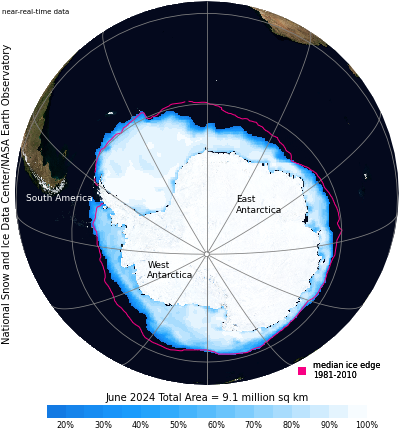 near-real-time data
National Snow and Ice Data Center/NASA Earth Observatory
South America
East
Antarctica
West
Antarctica
median ice edge
1981-2010
June 2024 Total Area = 9.1 million sq km
20% 30% 40% 50% 60% 70% 80% 90% 100%